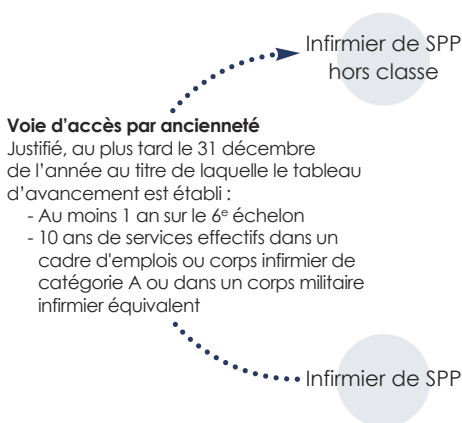 Infirmier de SPP
hors classe
Voie d'accès par ancienneté
Justifié, au plus tard le 31 décembre
de l'année au titre de laquelle le tableau
d'avancement est établi :
- Au moins 1 an sur le 6e échelon
- 10 ans de services effectifs dans un
cadre d'emplois ou corps infirmier de
catégorie A ou dans un corps militaire
infirmier équivalent
Infirmier de SPP